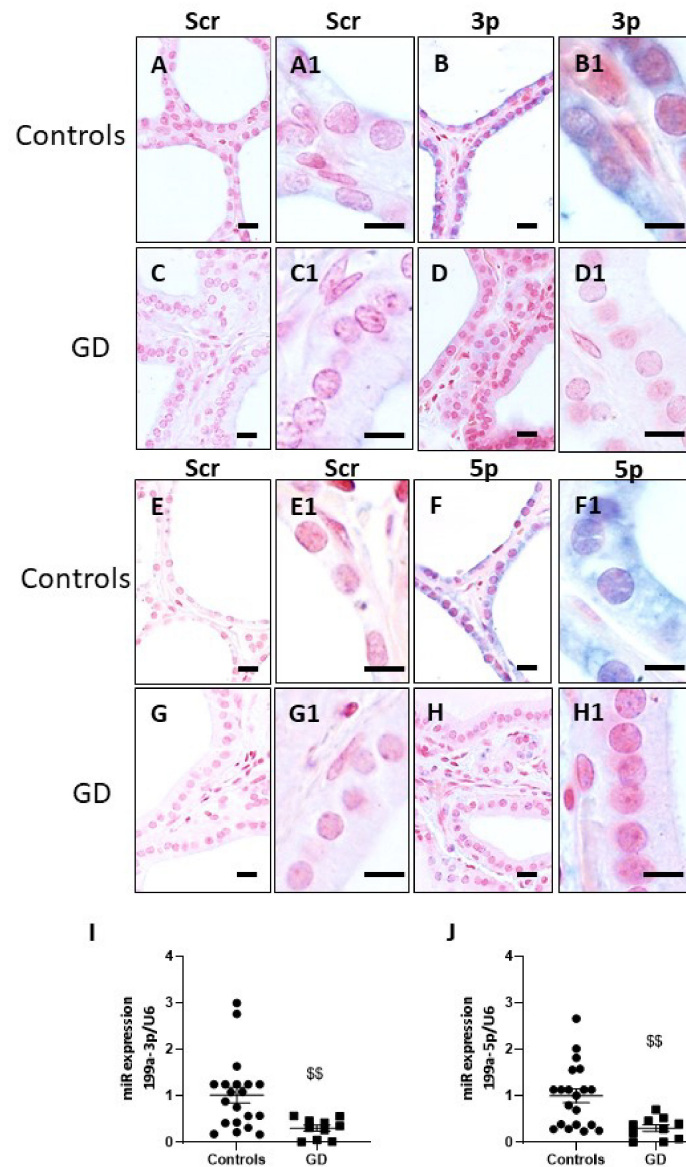 Scr Scr 3p 3p
A A1 B B1
Controls
C C1 D D1
GD
Scr Scr 5p 5p
E E1 F F1
Controls
G G1 H H1
GD
I J
miR expression
199a-3p/U6
4
3
2
1
0
$$
Controls GD
miR expression
199a-5p/U6
4
3
2
1
0
$$
Controls GD